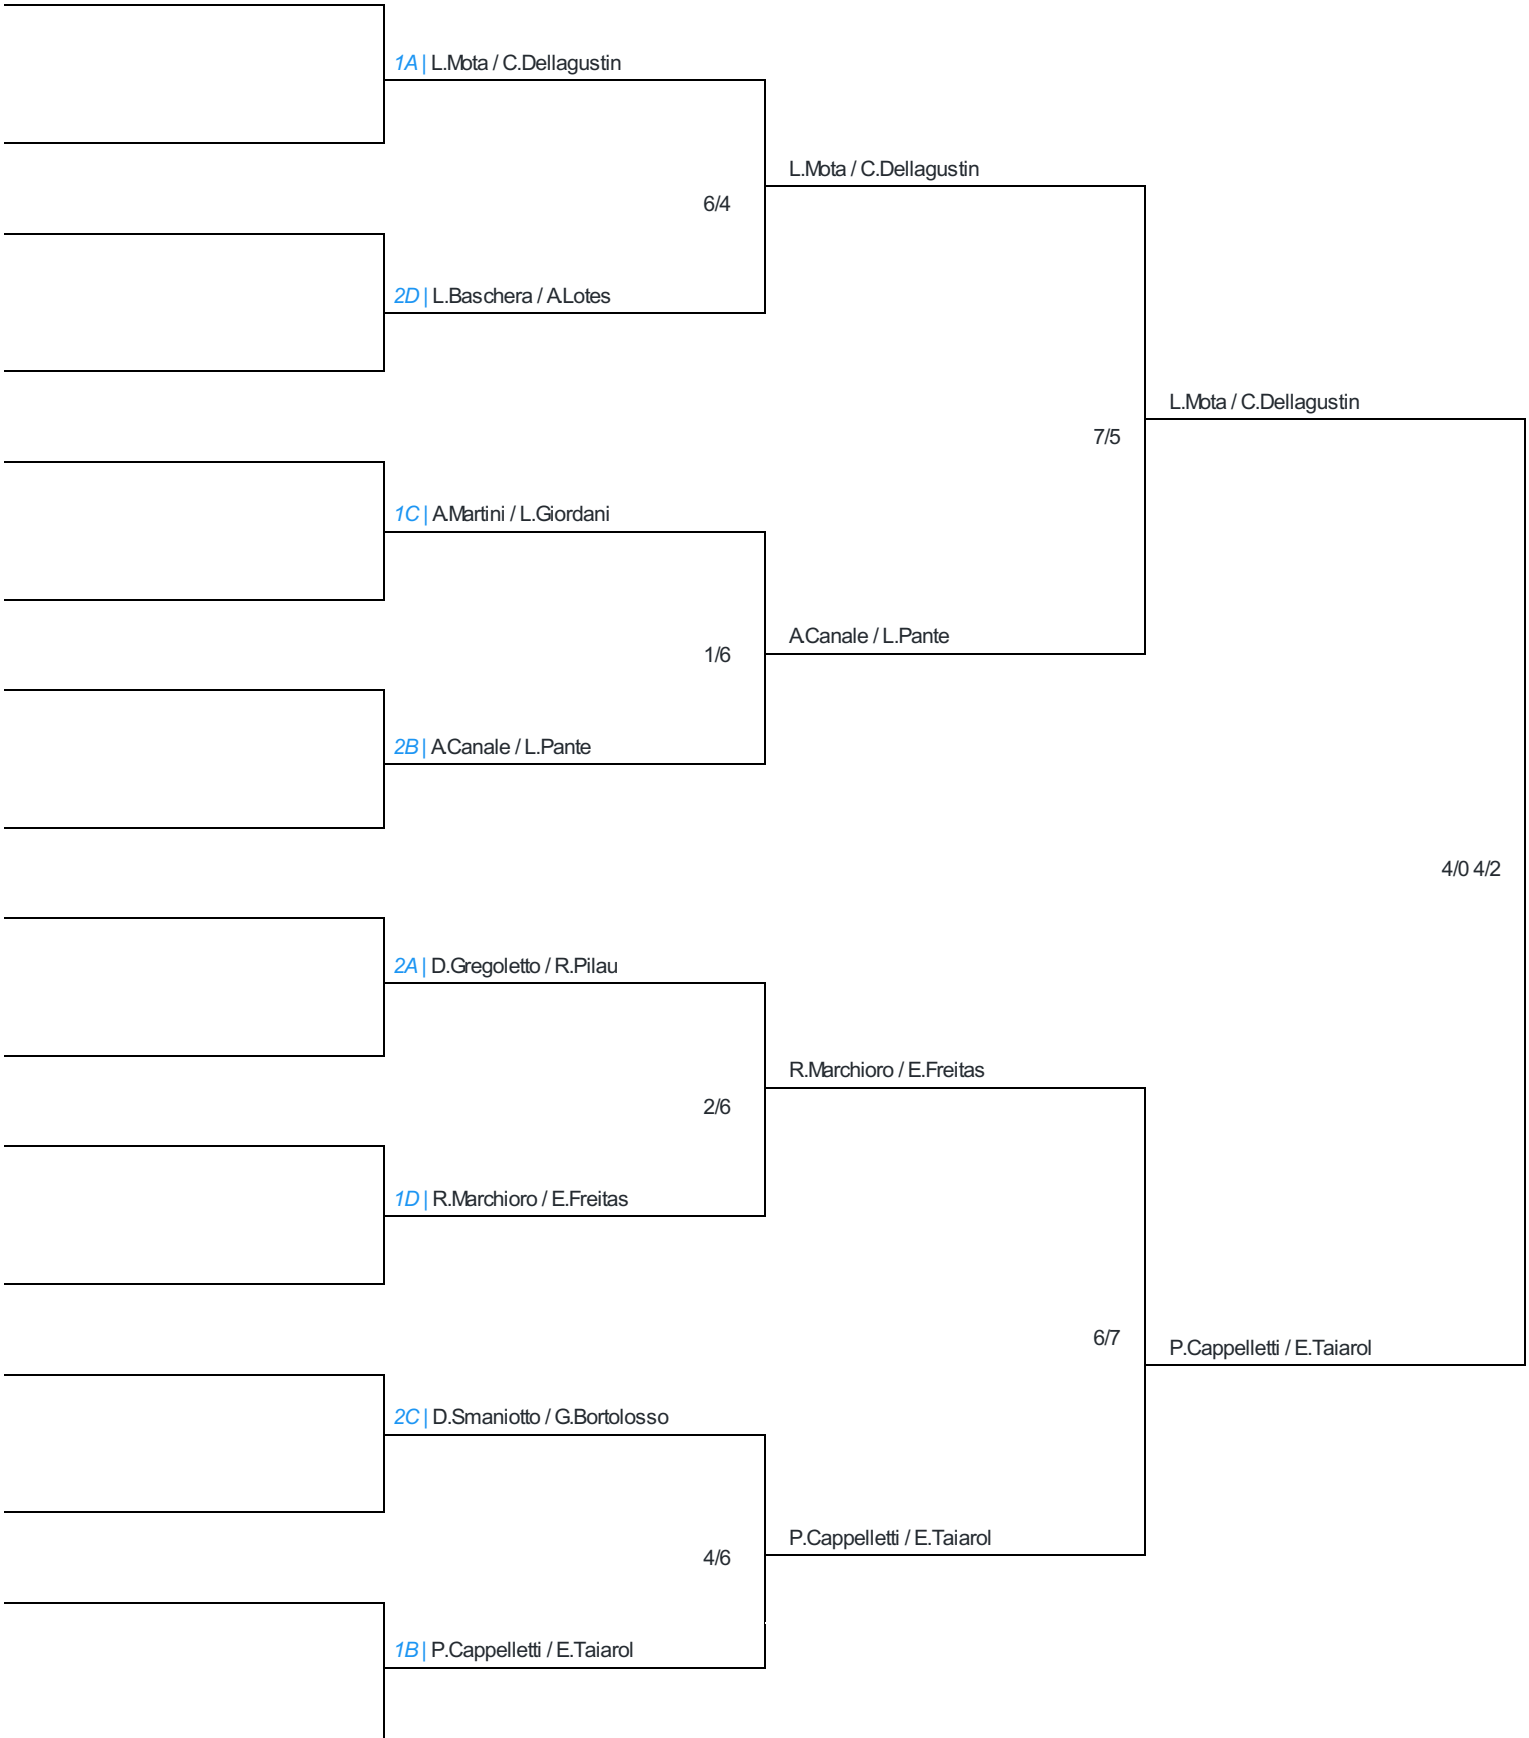 1A | L.Mota / C.Dellagustin
L.Mota / C.Dellagustin
6/4
2D | L.Baschera / A.Lotes
L.Mota / C.Dellagustin
7/5
1C | A.Martini / L.Giordani
A.Canale / L.Pante
1/6
2B | A.Canale / L.Pante
4/0 4/2
2A | D.Gregoletto / R.Pilau
R.Marchioro / E.Freitas
2/6
1D | R.Marchioro / E.Freitas
6/7
P.Cappelletti / E.Taiarol
2C | D.Smaniotto / G.Bortolosso
P.Cappelletti / E.Taiarol
4/6
1B | P.Cappelletti / E.Taiarol